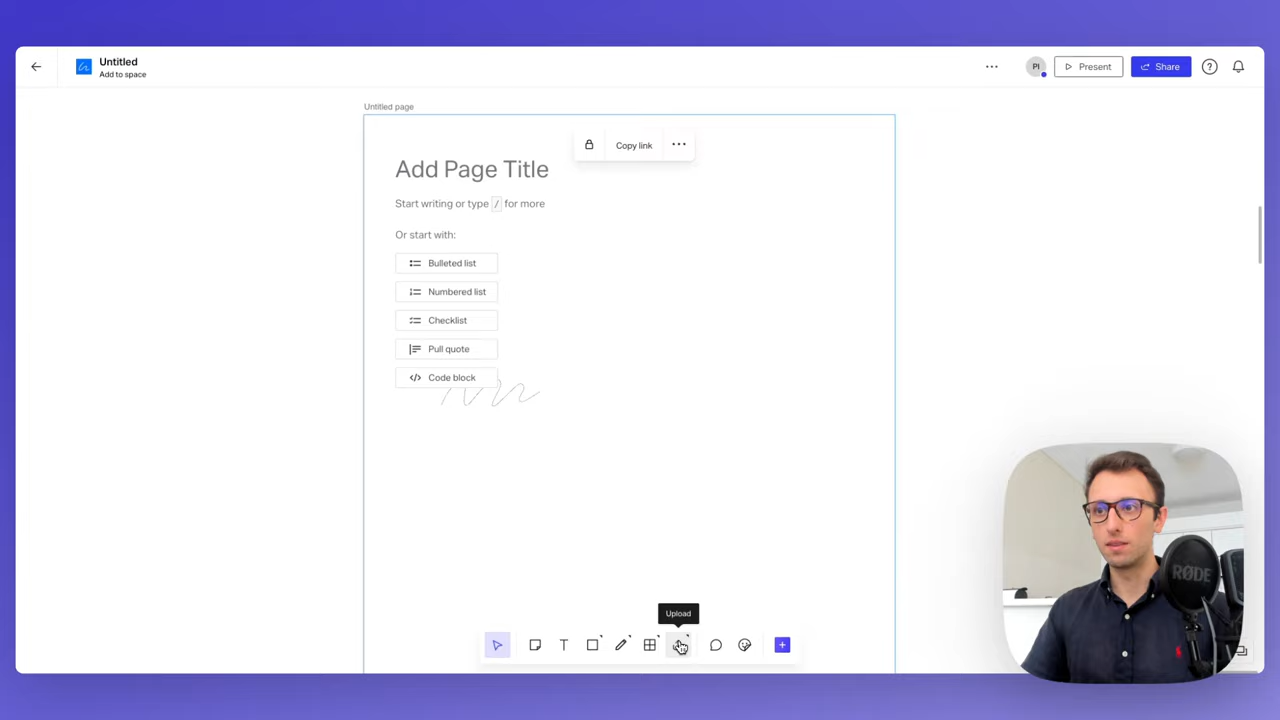 Untitled
Add to space
PI
Present
Share
Untitled page
Copy link
Add Page Title
Start writing or type / for more
Or start with:
Bulleted list
Numbered list
Checklist
Pull quote
Code block
Upload
RØDE